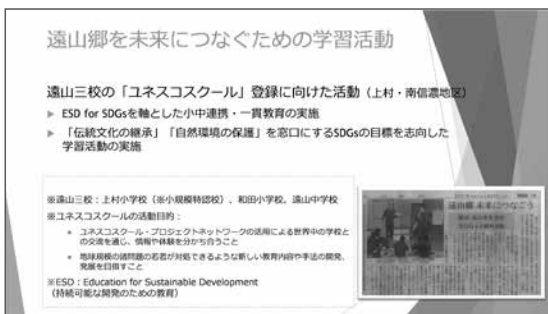 遠山郷を未来につなぐための学習活動
遠山三校の「ユネスコスクール」登録に向けた活動（上村・南信濃地区）
▶ ESD for SDGsを軸とした小中連携・一貫教育の実施
▶ 「伝統文化の継承」「自然環境の保護」を窓口にするSDGsの目標を志向した
学習活動の実施
※遠山三校：上村小学校（※小規模特認校）、和田小学校、遠山中学校
※ユネスコスクールの活動目的：
• ユネスコスクール・プロジェクトネットワークの活用による世界中の学校と
の交流を通じ、情報や体験を分かち合うこと
• 地球規模の諸問題の若者が対処できるような新しい教育内容や手法の開発、
発展を目指すこと
※ESD：Education for Sustainable Development
（持続可能な開発のための教育）
遠山郷 未来につなごう